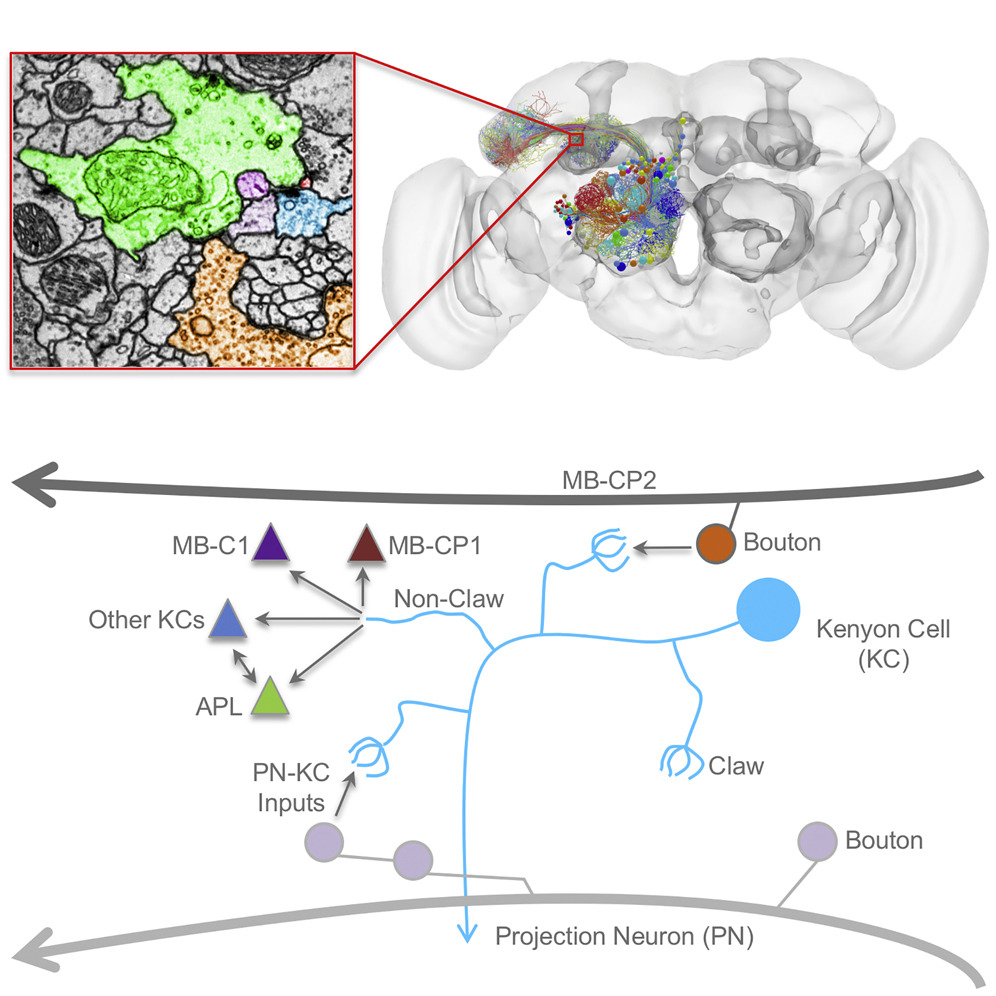 MB-CP2
MB-C1
MB-CP1
Bouton
Non-Claw
Other KCs
Kenyon Cell
(KC)
APL
PN-KC
Inputs
Claw
Bouton
Projection Neuron (PN)